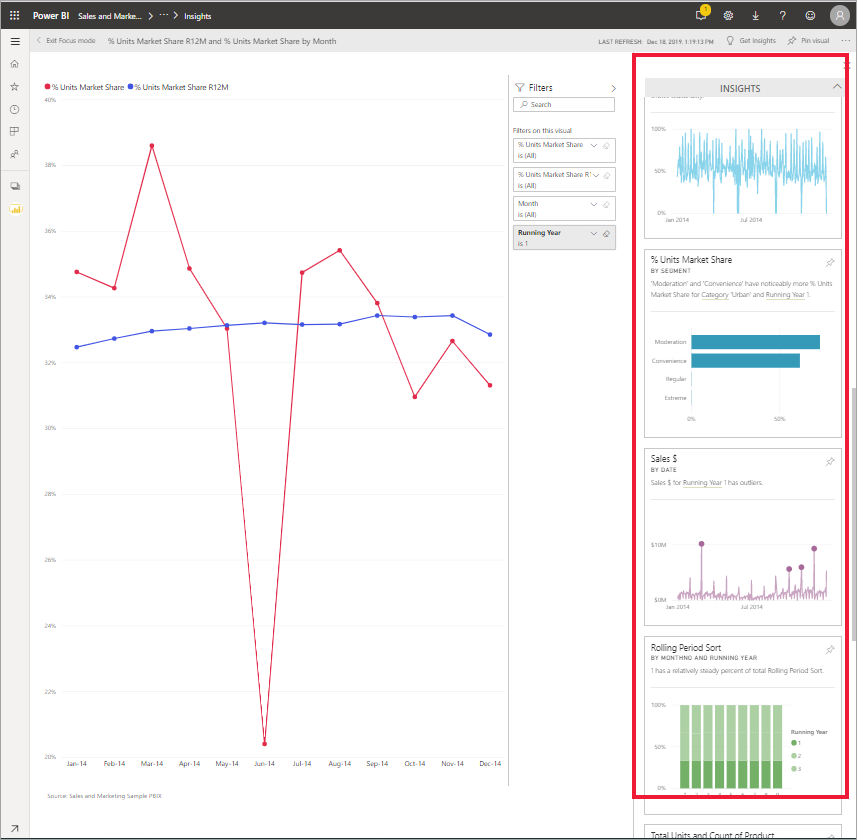 Power BI Sales and Marke... > ··· > Insights
1
Exit Focus mode % Units Market Share R12M and % Units Market Share by Month
LAST REFRESH: Dec 18, 2019, 1:19:13 PM Get Insights Pin visual ···
% Units Market Share % Units Market Share R12M
40%
38%
36%
34%
32%
30%
28%
26%
24%
22%
20%
Jan-14 Feb-14 Mar-14 Apr-14 May-14 Jun-14 Jul-14 Aug-14 Sep-14 Oct-14 Nov-14 Dec-14
Source: Sales and Marketing Sample PBIX
Filters
Search
Filters on this visual
% Units Market Share
is (All)
% Units Market Share R1
is (All)
Month
is (All)
Running Year
is 1
INSIGHTS
100%
50%
0%
Jan 2014 Jul 2014
% Units Market Share
BY SEGMENT
'Moderation' and 'Convenience' have noticeably more % Units
Market Share for Category 'Urban' and Running Year 1.
Moderation
Convenience
Regular
Extreme
0% 50%
Sales $
BY DATE
Sales $ for Running Year 1 has outliers.
$10M
$0M
Jan 2014 Jul 2014
Rolling Period Sort
BY MONTHNO AND RUNNING YEAR
1 has a relatively steady percent of total Rolling Period Sort.
100%
50%
0%
Running Year
1
2
3
Total Units and Count of Product